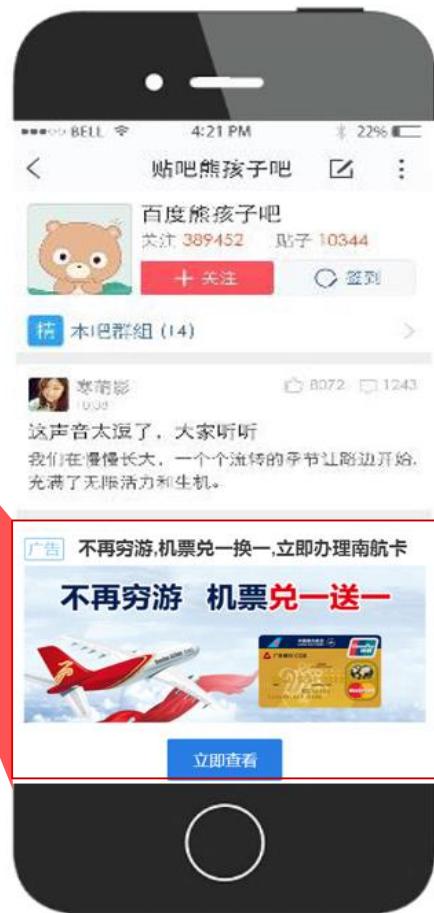 BELL 4:21 PM 22%
贴吧熊孩子吧
百度熊孩子吧
关注 389452 贴子 10344
关注 签到
精 本吧群组 (14)
寒萌影 8072 1243
10:38
这声音太逗了，大家听听
我们在慢慢长大，一个个流转的季节让路边开始.
充满了无限活力和生机。
广告 不再穷游,机票兑一换一,立即办理南航卡
不再穷游 机票兑一送一
立即查看